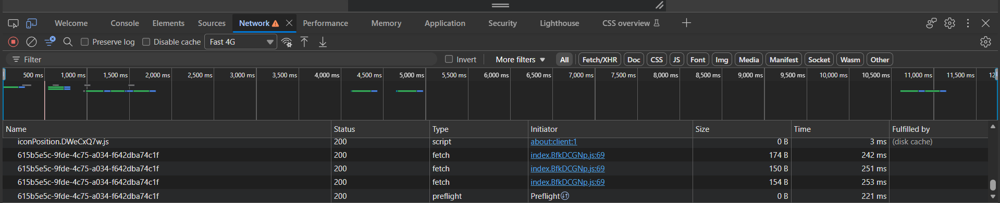 Welcome Console Elements Sources Network Performance Memory Application Security Lighthouse CSS overview
Preserve log Disable cache Fast 4G
Filter Invert More filters All Fetch/XHR Doc CSS JS Font Img Media Manifest Socket Wasm Other
500 ms 1,000 ms 1,500 ms 2,000 ms 2,500 ms 3,000 ms 3,500 ms 4,000 ms 4,500 ms 5,000 ms 5,500 ms 6,000 ms 6,500 ms 7,000 ms 7,500 ms 8,000 ms 8,500 ms 9,000 ms 9,500 ms 10,000 ms 10,500 ms 11,000 ms 11,500 ms 12
Name Status Type Initiator Size Time Fulfilled by
iconPosition.DWeCxQ7w.js 200 script about:client:1 0 B 3 ms (disk cache)
615b5e5c-9fde-4c75-a034-f642dba74c1f 200 fetch index.BfkDCGNp.js:69 174 B 242 ms
615b5e5c-9fde-4c75-a034-f642dba74c1f 200 fetch index.BfkDCGNp.js:69 150 B 251 ms
615b5e5c-9fde-4c75-a034-f642dba74c1f 200 fetch index.BfkDCGNp.js:69 154 B 253 ms
615b5e5c-9fde-4c75-a034-f642dba74c1f 200 preflight Preflight 0 B 221 ms